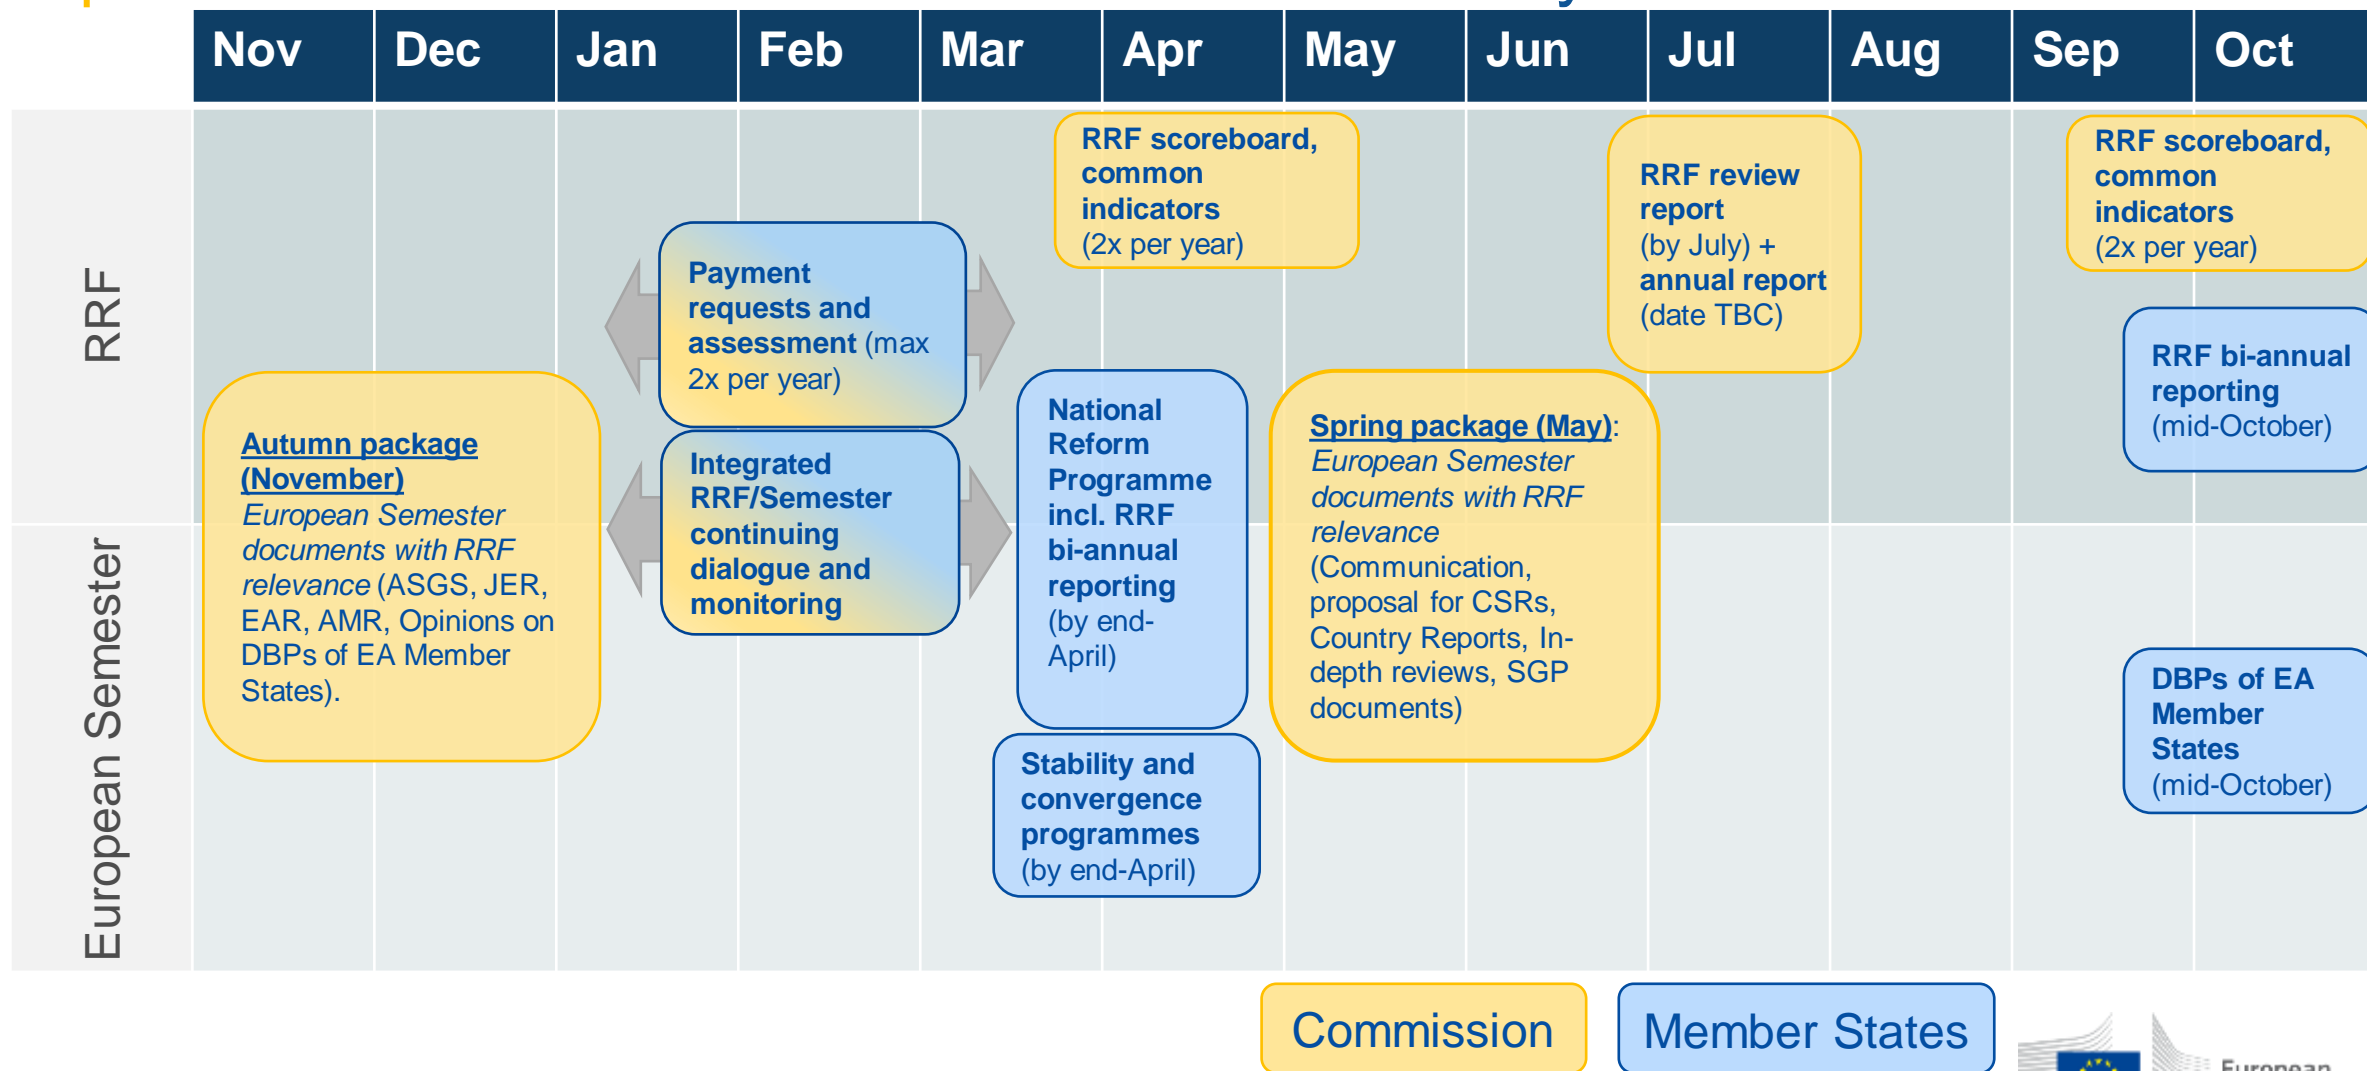 Nov Dec Jan Feb Mar Apr May Jun Jul Aug Sep Oct
RRF
European Semester
Autumn package
(November)
European Semester
documents with RRF
relevance (ASGS, JER,
EAR, AMR, Opinions on
DBPs of EA Member
States).
Payment
requests and
assessment (max
2x per year)
Integrated
RRF/Semester
continuing
dialogue and
monitoring
RRF scoreboard,
common
indicators
(2x per year)
National
Reform
Programme
incl. RRF
bi-annual
reporting
(by end-
April)
Stability and
convergence
programmes
(by end-April)
Spring package (May):
European Semester
documents with RRF
relevance
(Communication,
proposal for CSRs,
Country Reports, In-
depth reviews, SGP
documents)
RRF review
report
(by July) +
annual report
(date TBC)
RRF scoreboard,
common
indicators
(2x per year)
RRF bi-annual
reporting
(mid-October)
DBPs of EA
Member
States
(mid-October)
Commission
Member States
European